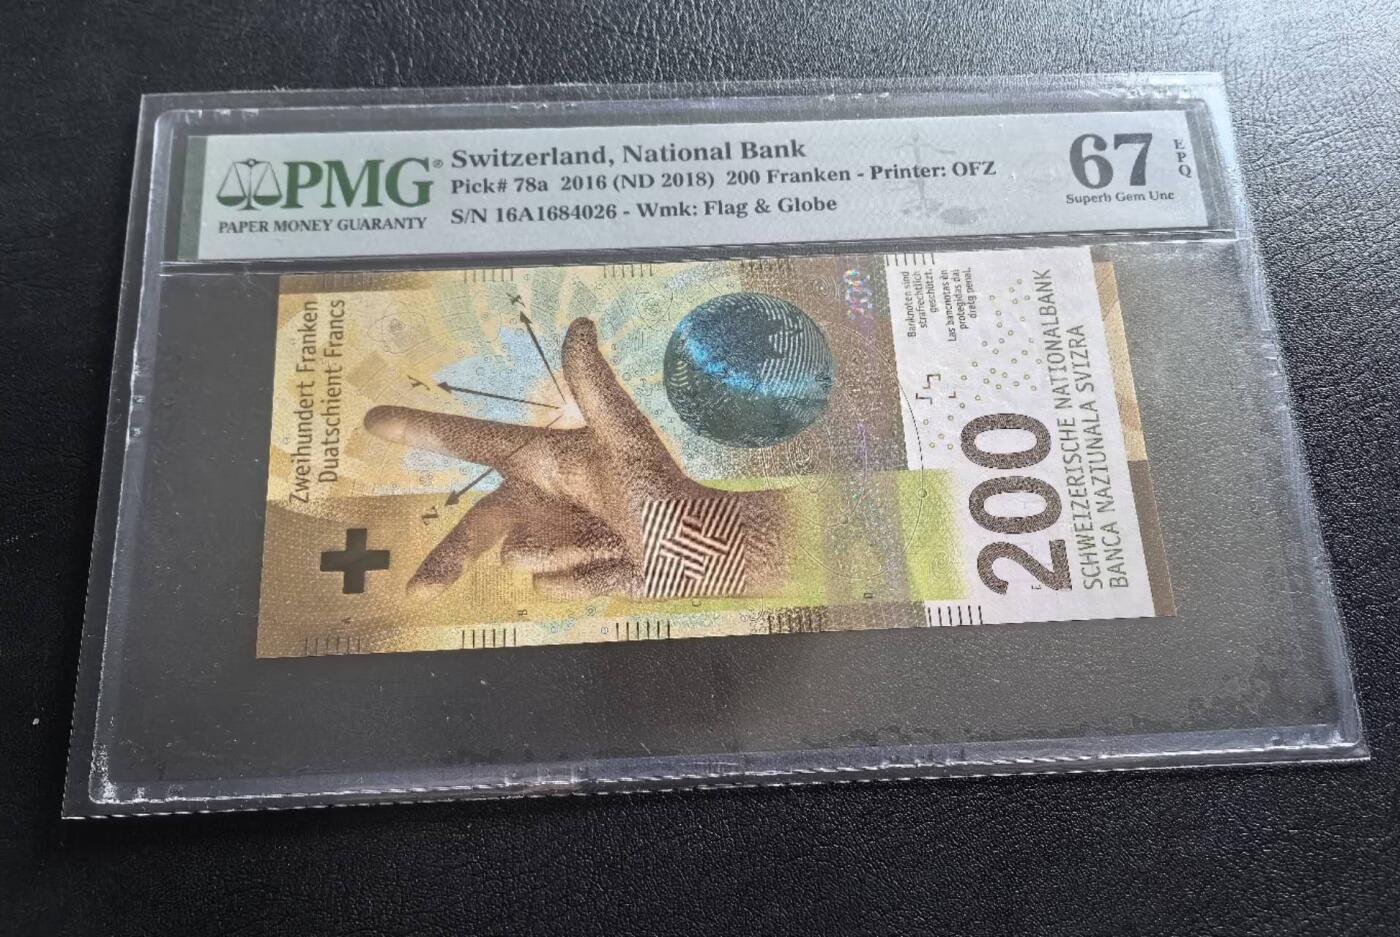 PMG®
PAPER MONEY GUARANTY
Switzerland, National Bank
Pick# 78a 2016 (ND 2018) 200 Franken - Printer: OFZ
S/N 16A1684026 - Wmk: Flag & Globe
67
EPQ
Superb Gem Unc
Zweihundert Franken
Duatschient Francs
x
y
z
A
B
C
D
E
200
Banknoten sind
strafrechtlich
geschützt.
Las bancnotas èn
protegidas dal
dretg penal.
200
SCHWEIZERISCHE NATIONALBANK
BANCA NAZIUNALA SVIZRA